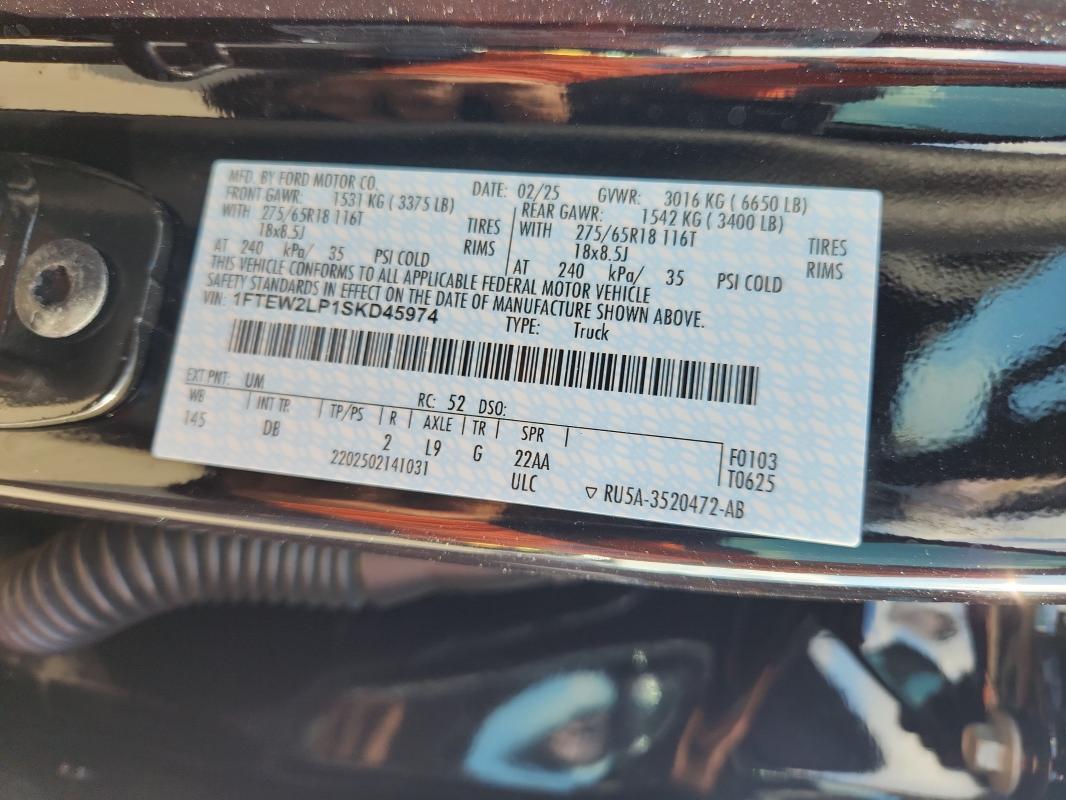 MFD. BY FORD MOTOR CO. DATE: 02/25 GVWR: 3016 KG ( 6650 LB)
FRONT GAWR: 1531 KG ( 3375 LB) REAR GAWR: 1542 KG ( 3400 LB)
WITH 275/65R18 116T TIRES WITH 275/65R18 116T TIRES
18x8.5J RIMS 18x8.5J RIMS
AT 240 kPa/ 35 PSI COLD AT 240 kPa/ 35 PSI COLD
THIS VEHICLE CONFORMS TO ALL APPLICABLE FEDERAL MOTOR VEHICLE
SAFETY STANDARDS IN EFFECT ON THE DATE OF MANUFACTURE SHOWN ABOVE.
VIN: 1FTEW2LP1SKD45974 TYPE: Truck
EXT PNT: UM RC: 52 DSO:
WB INT TR TP/PS R AXLE TR SPR F0103
145 DB 2 L9 G 22AA T0625
2202502141031 ULC ▽ RU5A-3520472-AB